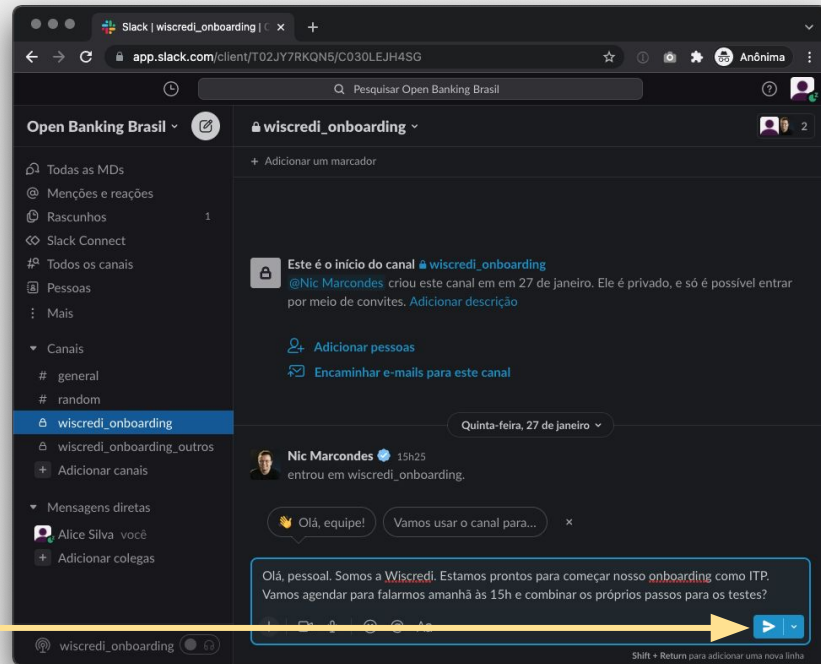 Slack | wiscredi_onboarding | C
app.slack.com/client/T02JY7RKQN5/C030LEJH4SG
Anônima
Pesquisar Open Banking Brasil
Open Banking Brasil
wiscredi_onboarding
2
Adicionar um marcador
Todas as MDs
Menções e reações
Rascunhos 1
Slack Connect
Todos os canais
Pessoas
Mais
Canais
# general
# random
wiscredi_onboarding
wiscredi_onboarding_outros
+ Adicionar canais
Mensagens diretas
Alice Silva você
+ Adicionar colegas
wiscredi_onboarding
Este é o início do canal wiscredi_onboarding
@Nic Marcondes criou este canal em em 27 de janeiro. Ele é privado, e só é possível entrar
por meio de convites. Adicionar descrição
Adicionar pessoas
Encaminhar e-mails para este canal
Quinta-feira, 27 de janeiro
Nic Marcondes 15h25
entrou em wiscredi_onboarding.
👋 Olá, equipe! Vamos usar o canal para...
Olá, pessoal. Somos a Wiscredi. Estamos prontos para começar nosso onboarding como ITP.
Vamos agendar para falarmos amanhã às 15h e combinar os próprios passos para os testes?
Shift + Return para adicionar uma nova linha